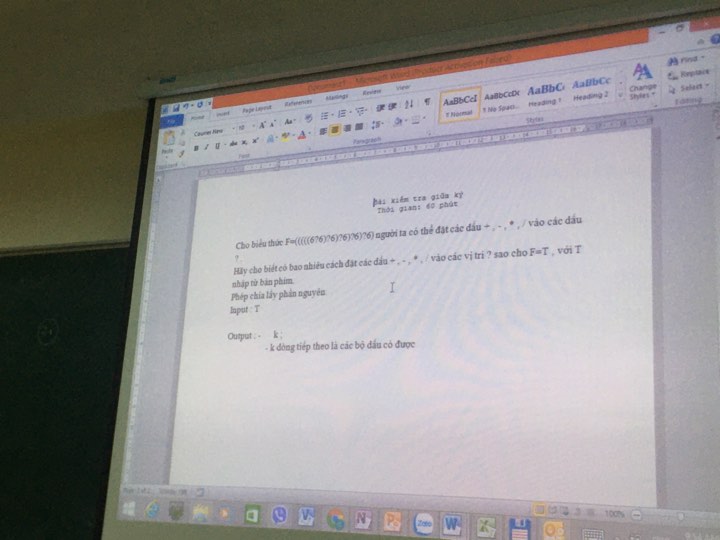 Document1 - Microsoft Word (Product Activation Failed)
File Home Insert Page Layout References Mailings Review View
Courier New 10
Paste
AaBbCcI AaBbCcDc AaBbC AaBbCc
¶ Normal ¶ No Spaci... Heading 1 Heading 2
Change Styles
Find
Replace
Select
Clipboard Font Paragraph Styles Editing
Bài kiểm tra giữa kỳ
Thời gian: 60 phút
Cho biểu thức F=(((((6?6)?6)?6)?6)?6) người ta có thể đặt các dấu + , - , * , / vào các dấu
?
Hãy cho biết có bao nhiêu cách đặt các dấu + , - , * , / vào các vị trí ? sao cho F=T , với T
nhập từ bàn phím.
Phép chia lấy phần nguyên.
Input : T
Output : - k ;
- k dòng tiếp theo là các bộ dấu có được
100%